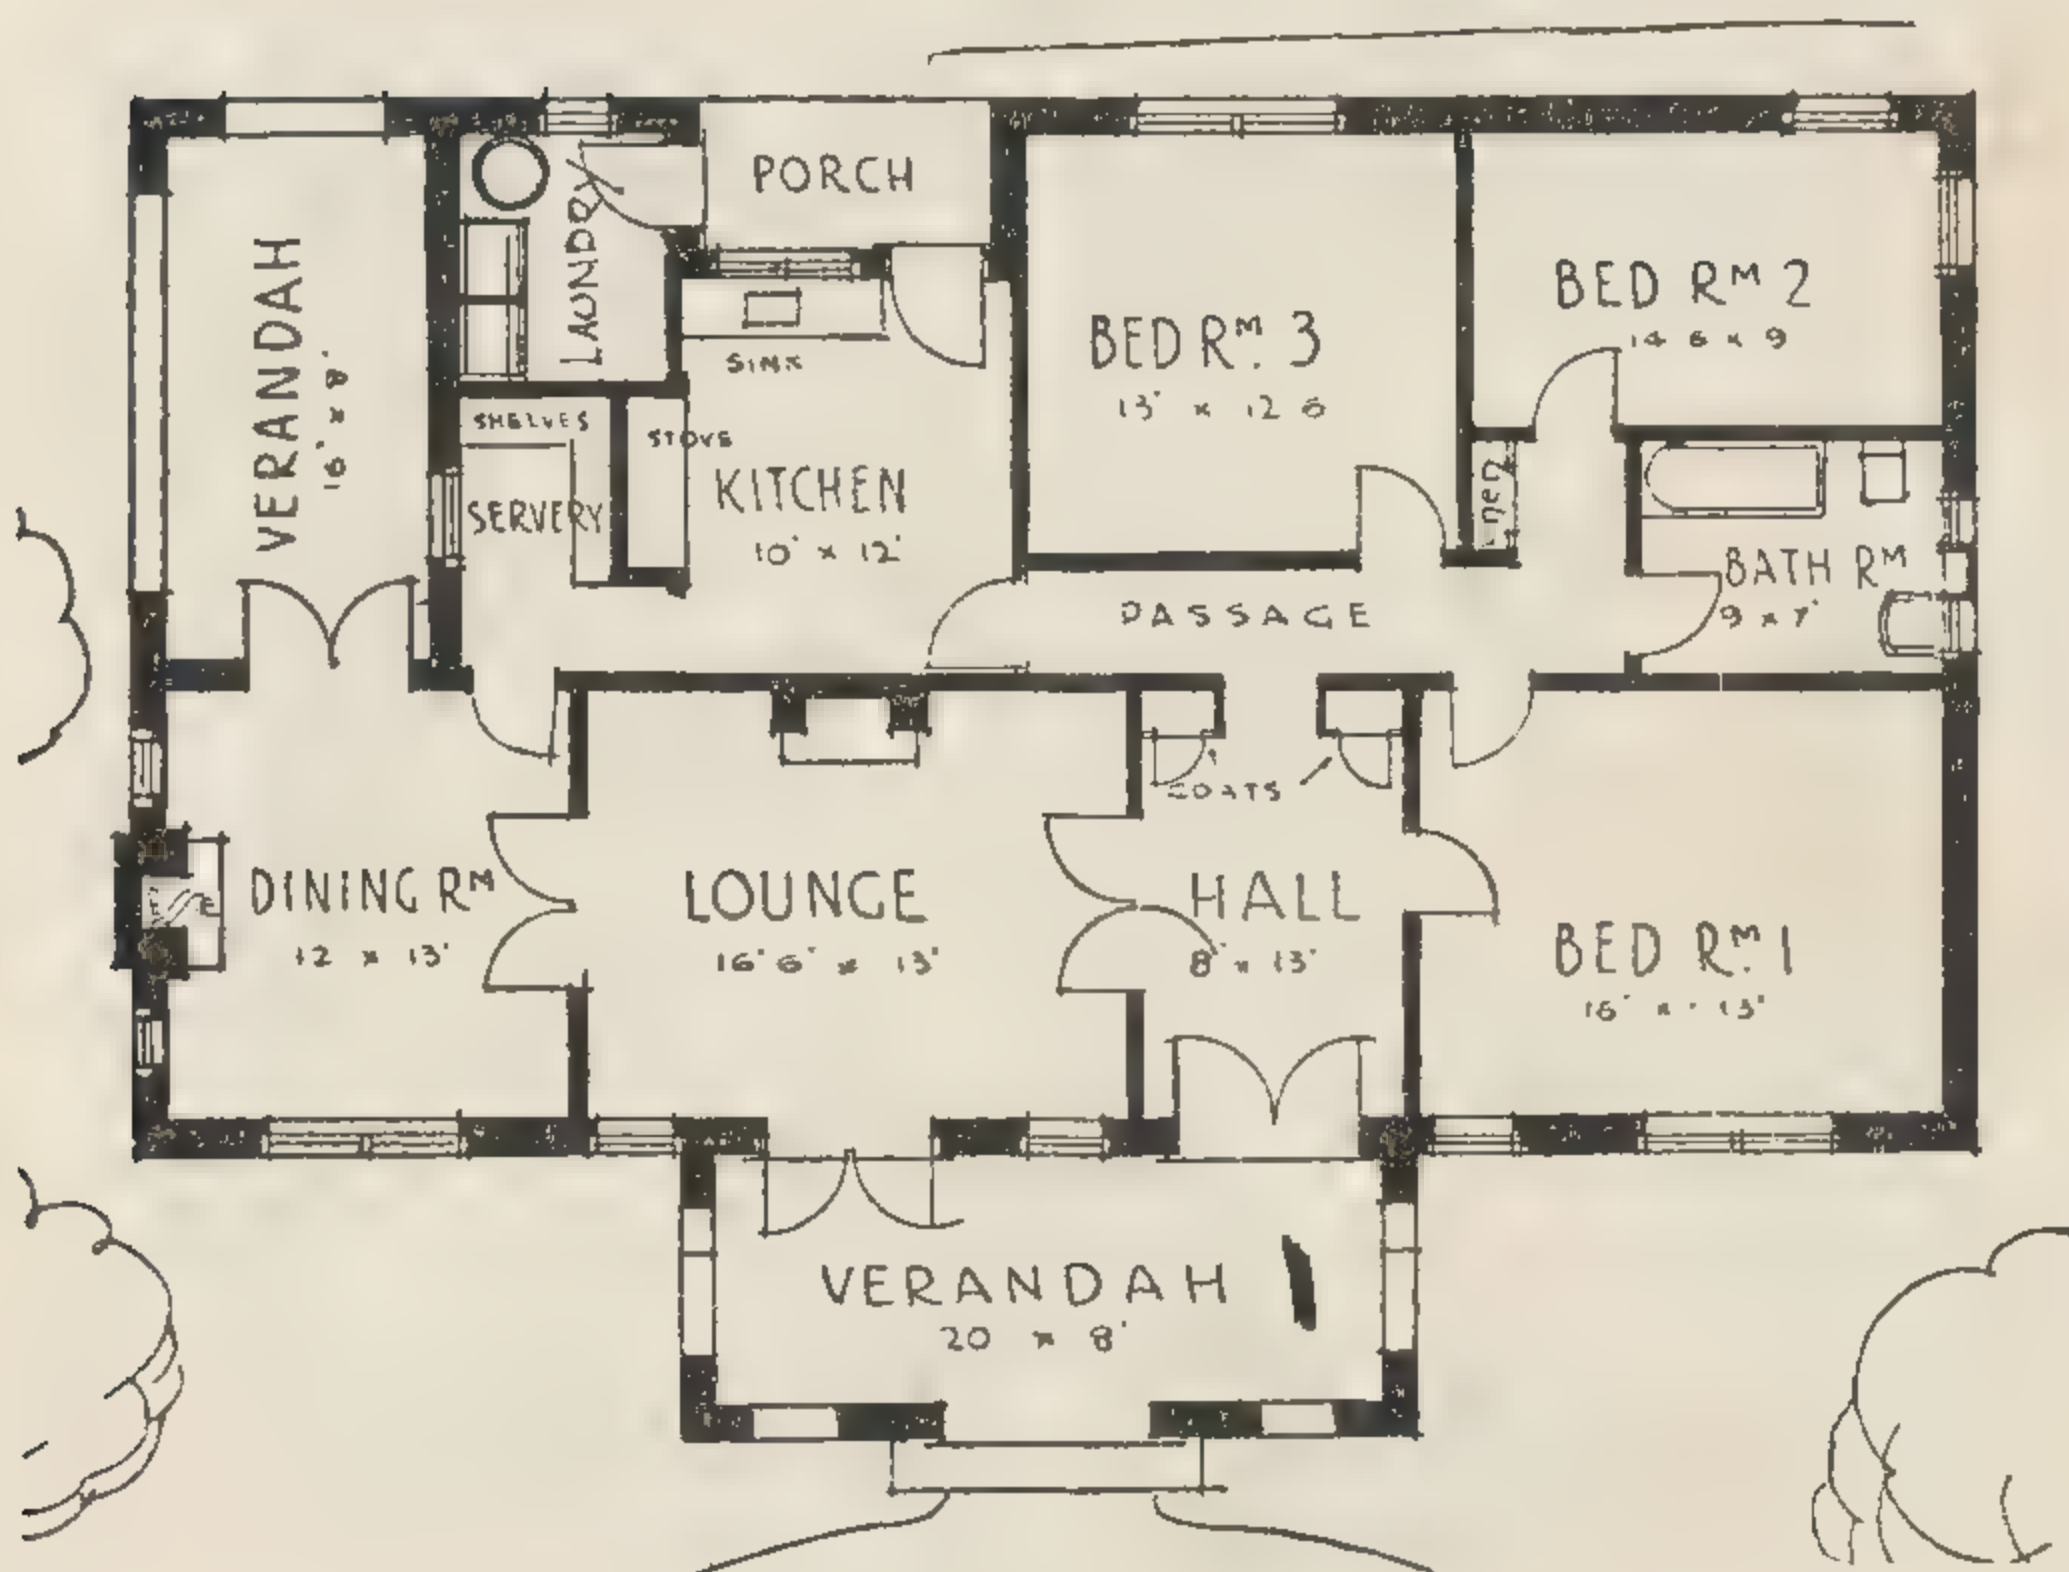 PORCH
LAUNDRY
VERANDAH
16' x 8'
BED RM 2
14 6 x 9
BED RM. 3
13' x 12 6
SINK
SHELVES
STOVE
KITCHEN
10' x 12'
SERVERY
BATH RM
9 x 7'
PASSAGE
COATS
DINING RM
12 x 13'
LOUNGE
16' 6" x 13'
HALL
8' x 13'
BED RM. 1
16' x 13'
VERANDAH
20 x 8'